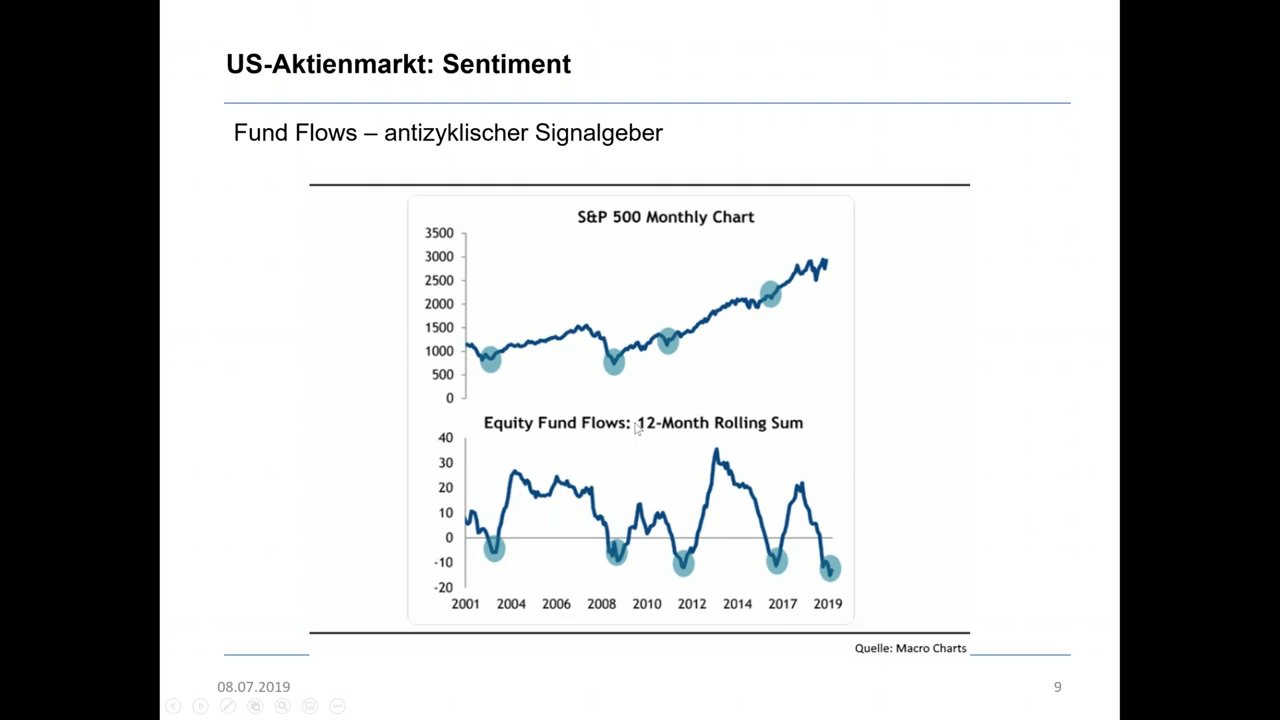 US-Aktienmarkt: Sentiment
Fund Flows – antizyklischer Signalgeber
S&P 500 Monthly Chart
3500
3000
2500
2000
1500
1000
500
0
Equity Fund Flows: 12-Month Rolling Sum
40
30
20
10
0
-10
-20
2001 2004 2006 2008 2010 2012 2014 2017 2019
Quelle: Macro Charts
08.07.2019
9